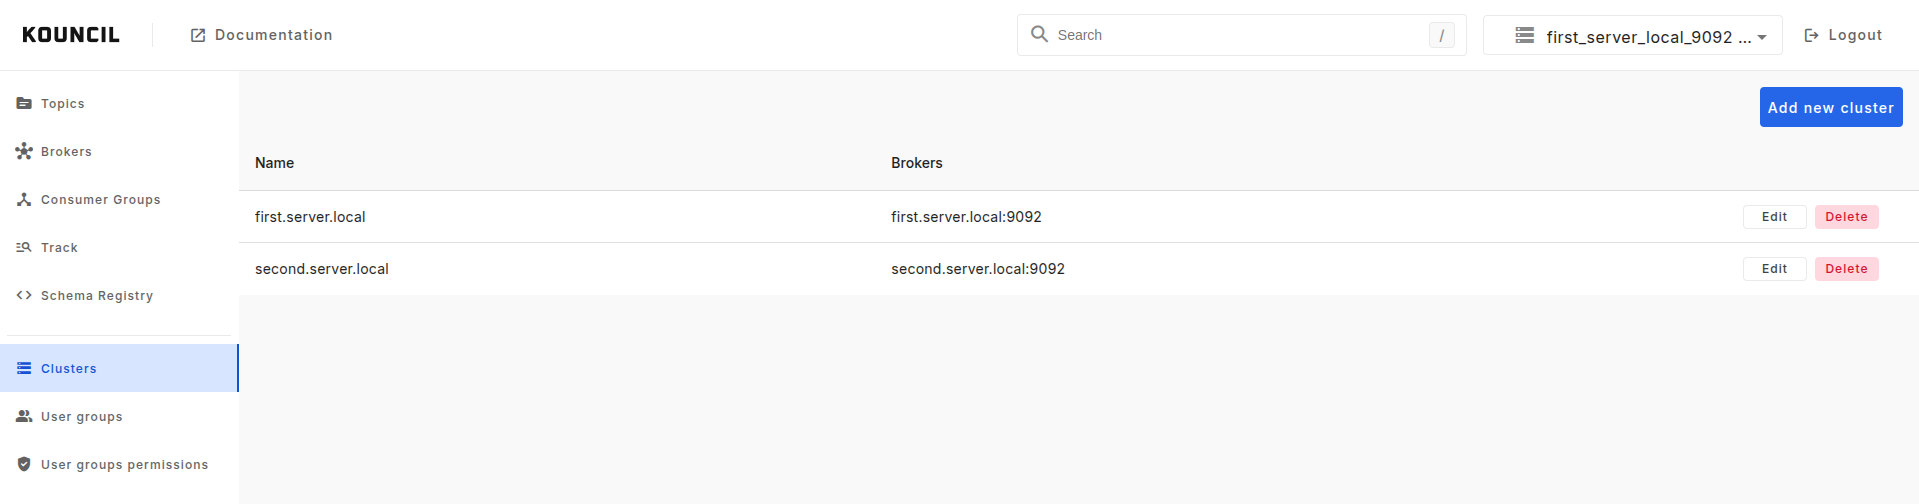 KOUNCIL
Documentation
Search
/
first_server_local_9092 ...
Logout
Topics
Brokers
Consumer Groups
Track
Schema Registry
Clusters
User groups
User groups permissions
Add new cluster
Name Brokers
first.server.local first.server.local:9092 Edit Delete
second.server.local second.server.local:9092 Edit Delete